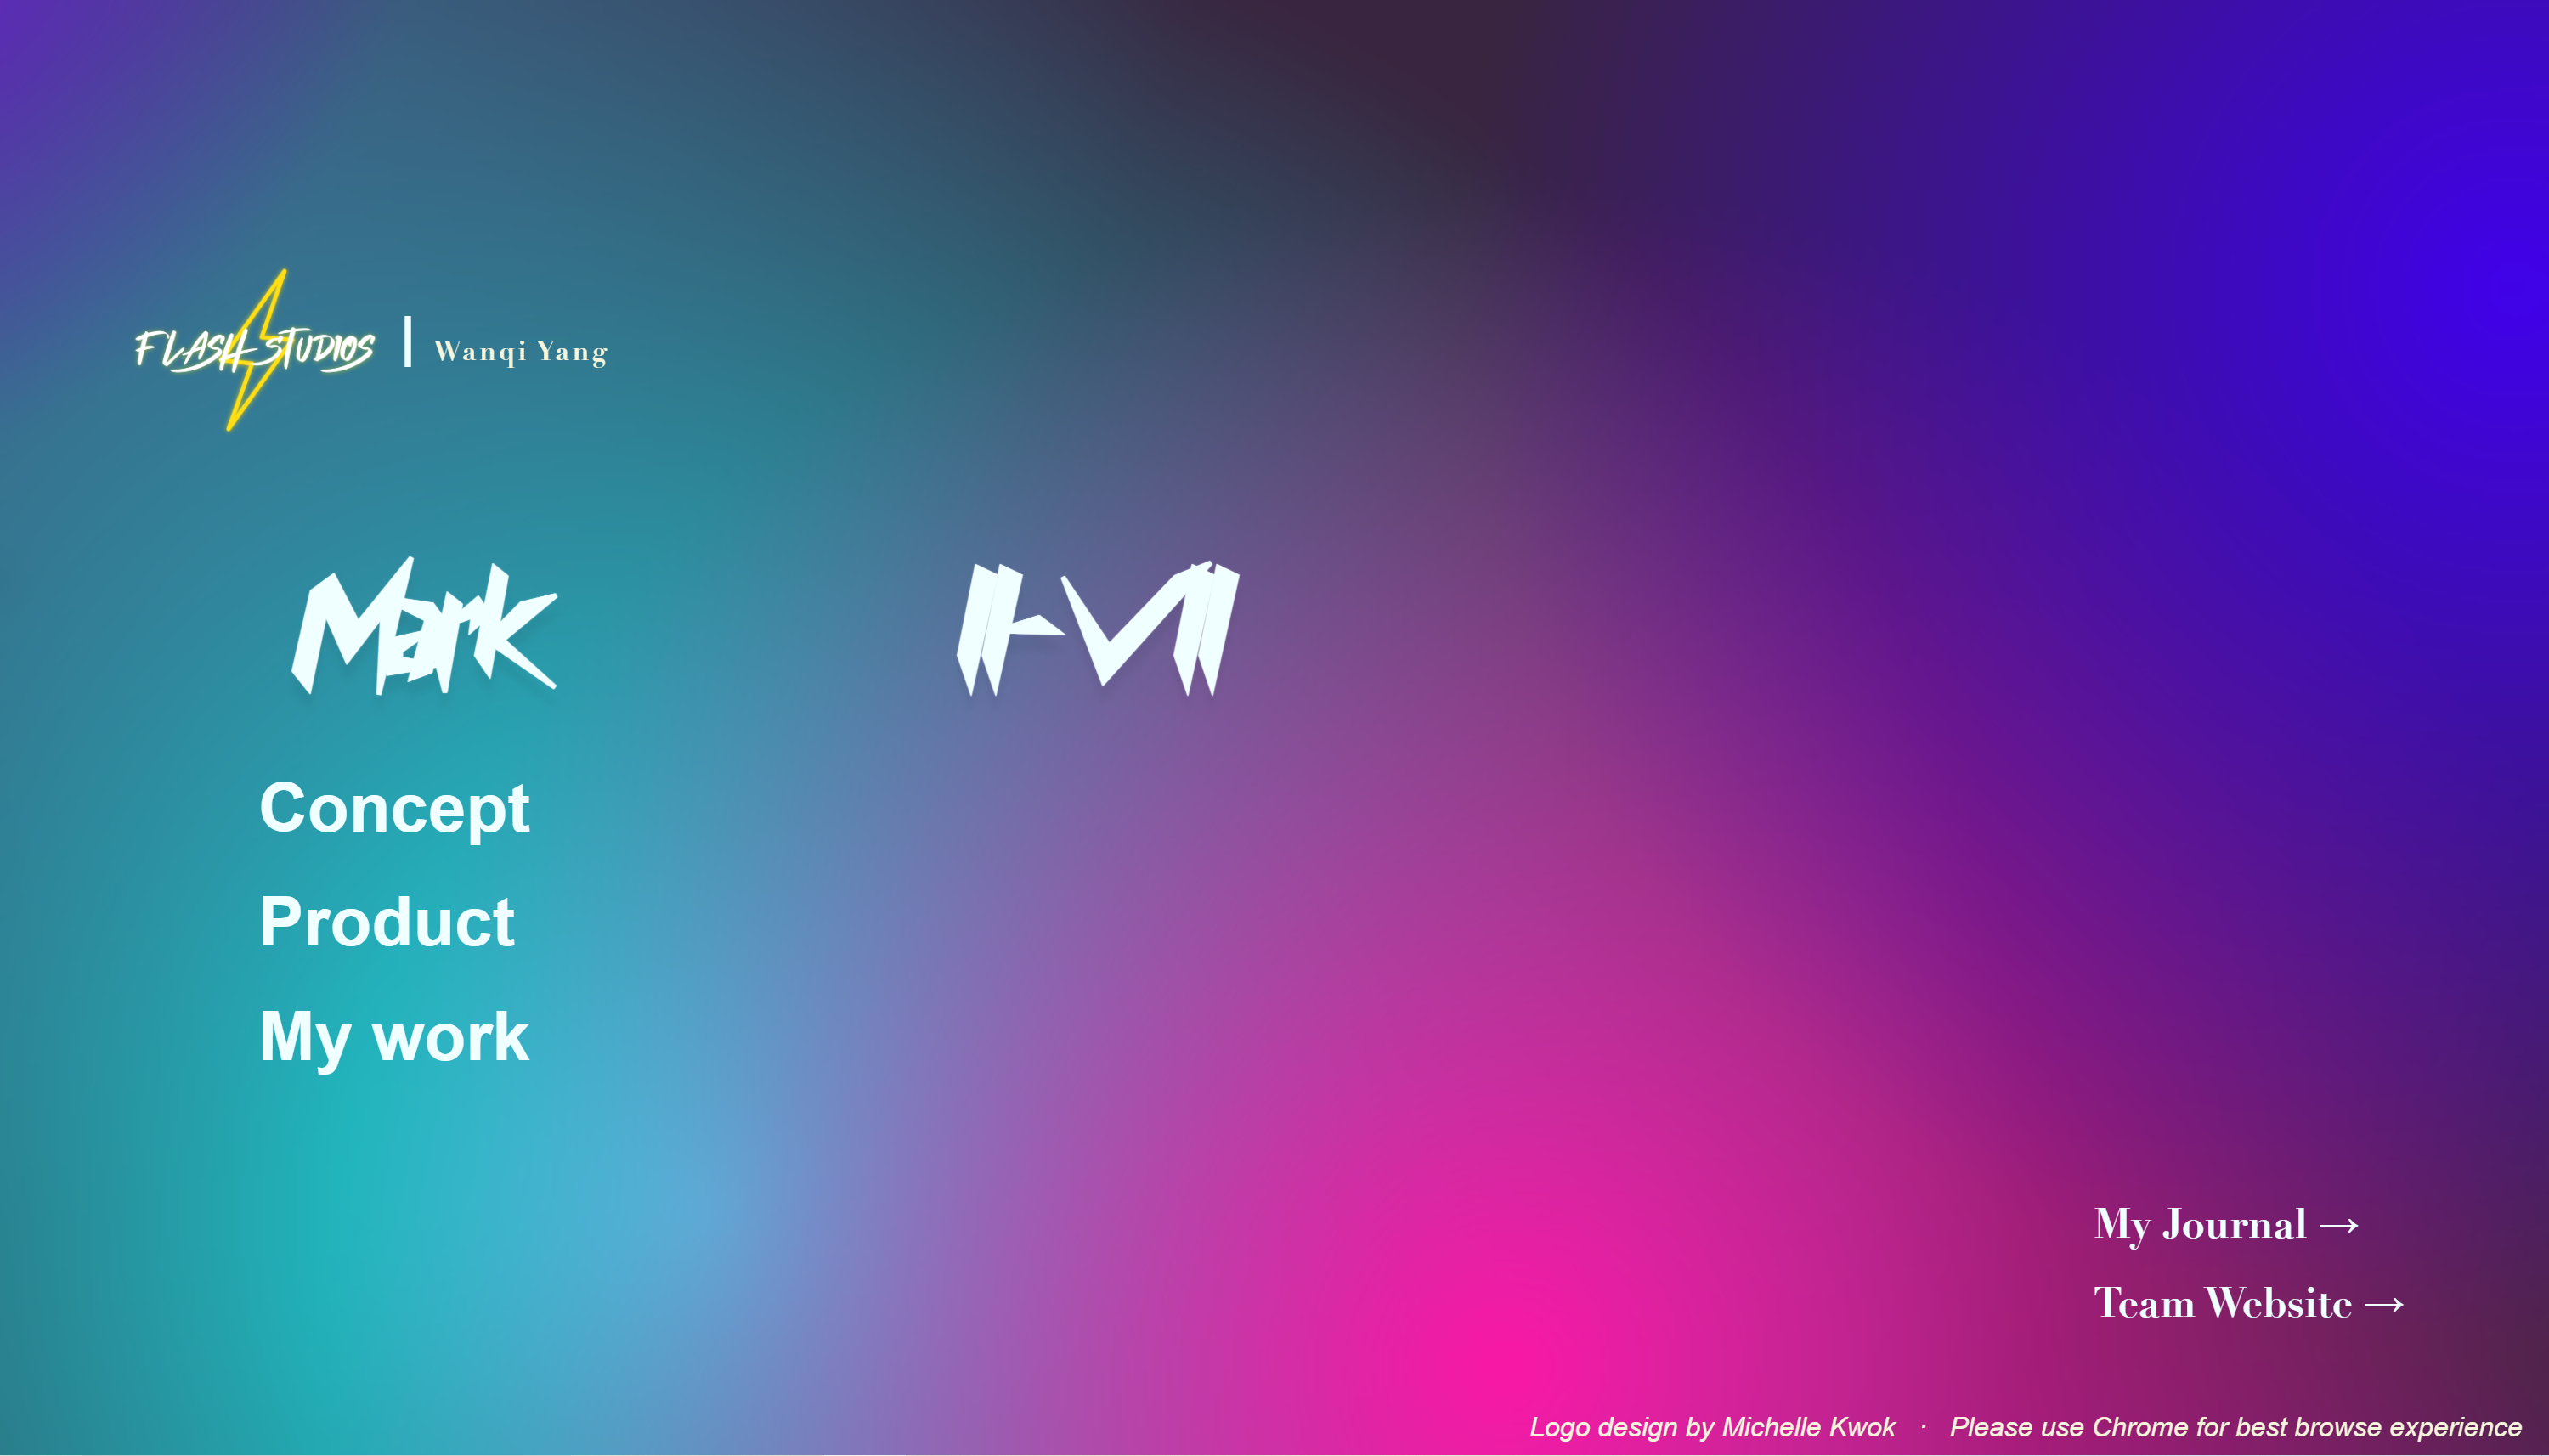 FLASH STUDIOS
Wanqi Yang
Mark
Concept
Product
My work
My Journal →
Team Website →
Logo design by Michelle Kwok · Please use Chrome for best browse experience